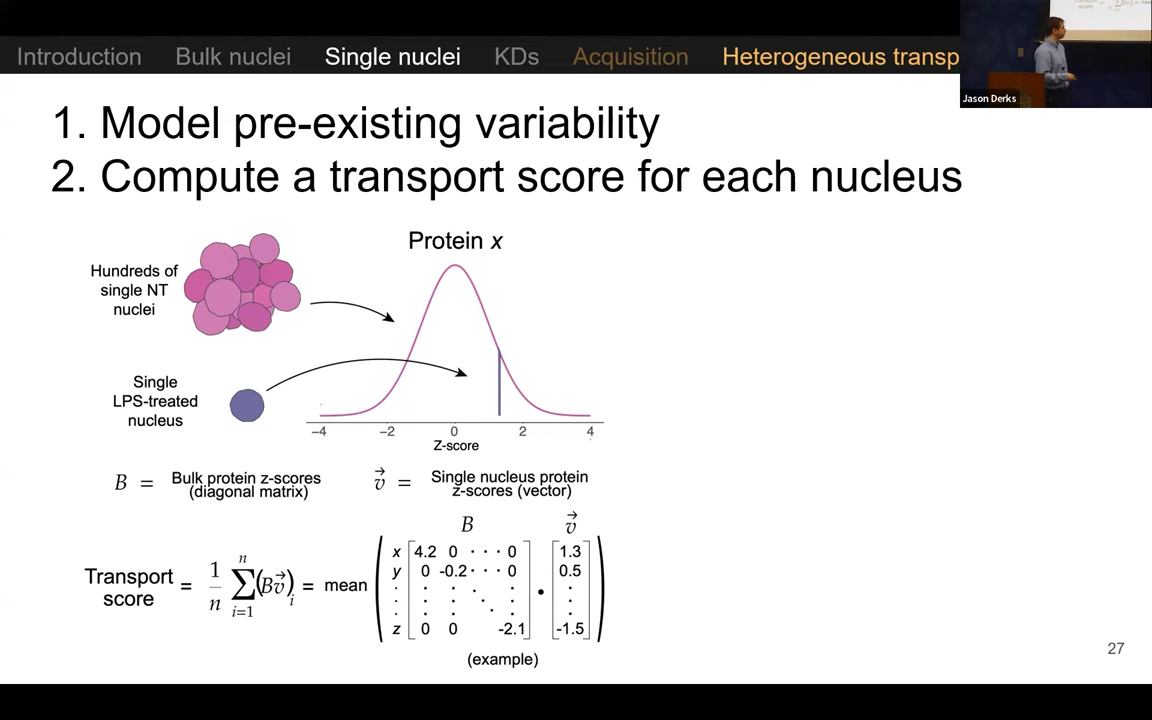 Introduction Bulk nuclei Single nuclei KDs Acquisition Heterogeneous transp
Jason Derks
1. Model pre-existing variability
2. Compute a transport score for each nucleus
Protein x
Hundreds of
single NT
nuclei
Single
LPS-treated
nucleus
−4 −2 0 2 4
Z-score
B = Bulk protein z-scores
(diagonal matrix)
v⃗ = Single nucleus protein
z-scores (vector)
B v⃗
Transport
score = 1/n ∑ i=1 n (Bv⃗)i = mean
x 4.2 0 · · · 0 1.3
y 0 -0.2 · · · 0 0.5
z 0 0 -2.1 -1.5
(example)
27